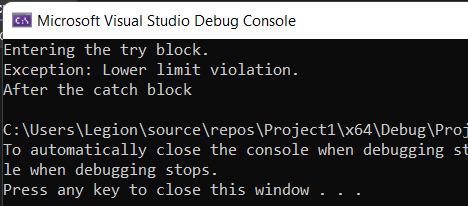 Microsoft Visual Studio Debug Console
Entering the try block.
Exception: Lower limit violation.
After the catch block
C:\Users\Legion\source\repos\Project1\x64\Debug\Proj
To automatically close the console when debugging st
le when debugging stops.
Press any key to close this window . . .